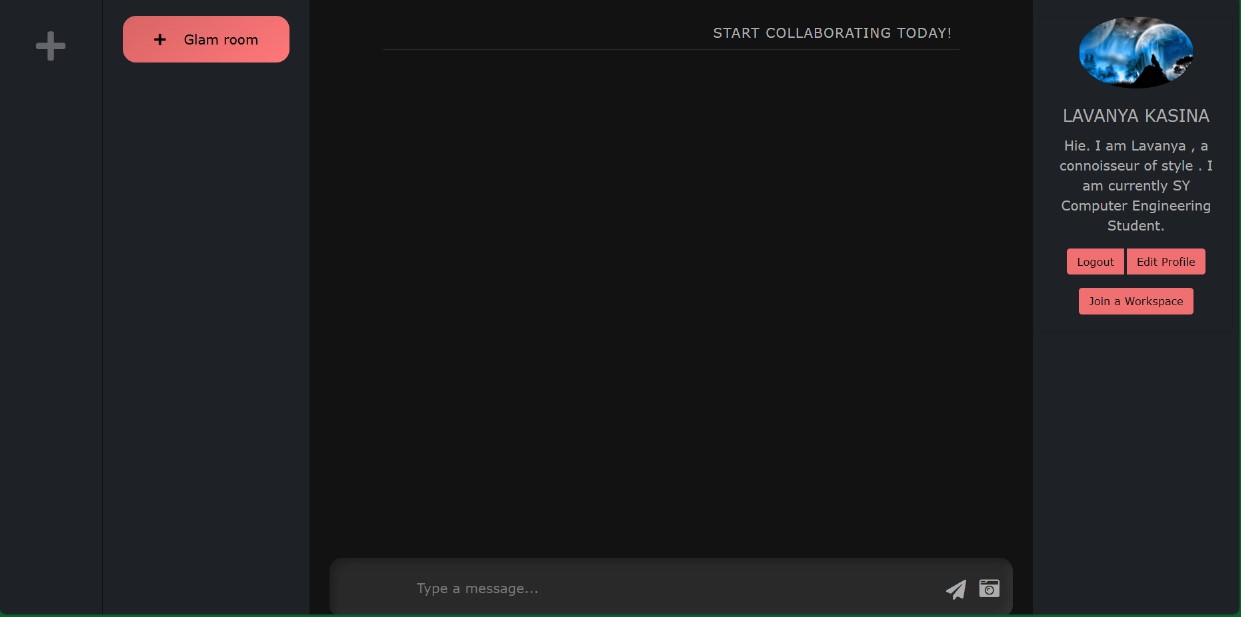 Glam room
START COLLABORATING TODAY!
Type a message...
LAVANYA KASINA
Hie. I am Lavanya , a
connoisseur of style . I
am currently SY
Computer Engineering
Student.
Logout
Edit Profile
Join a Workspace